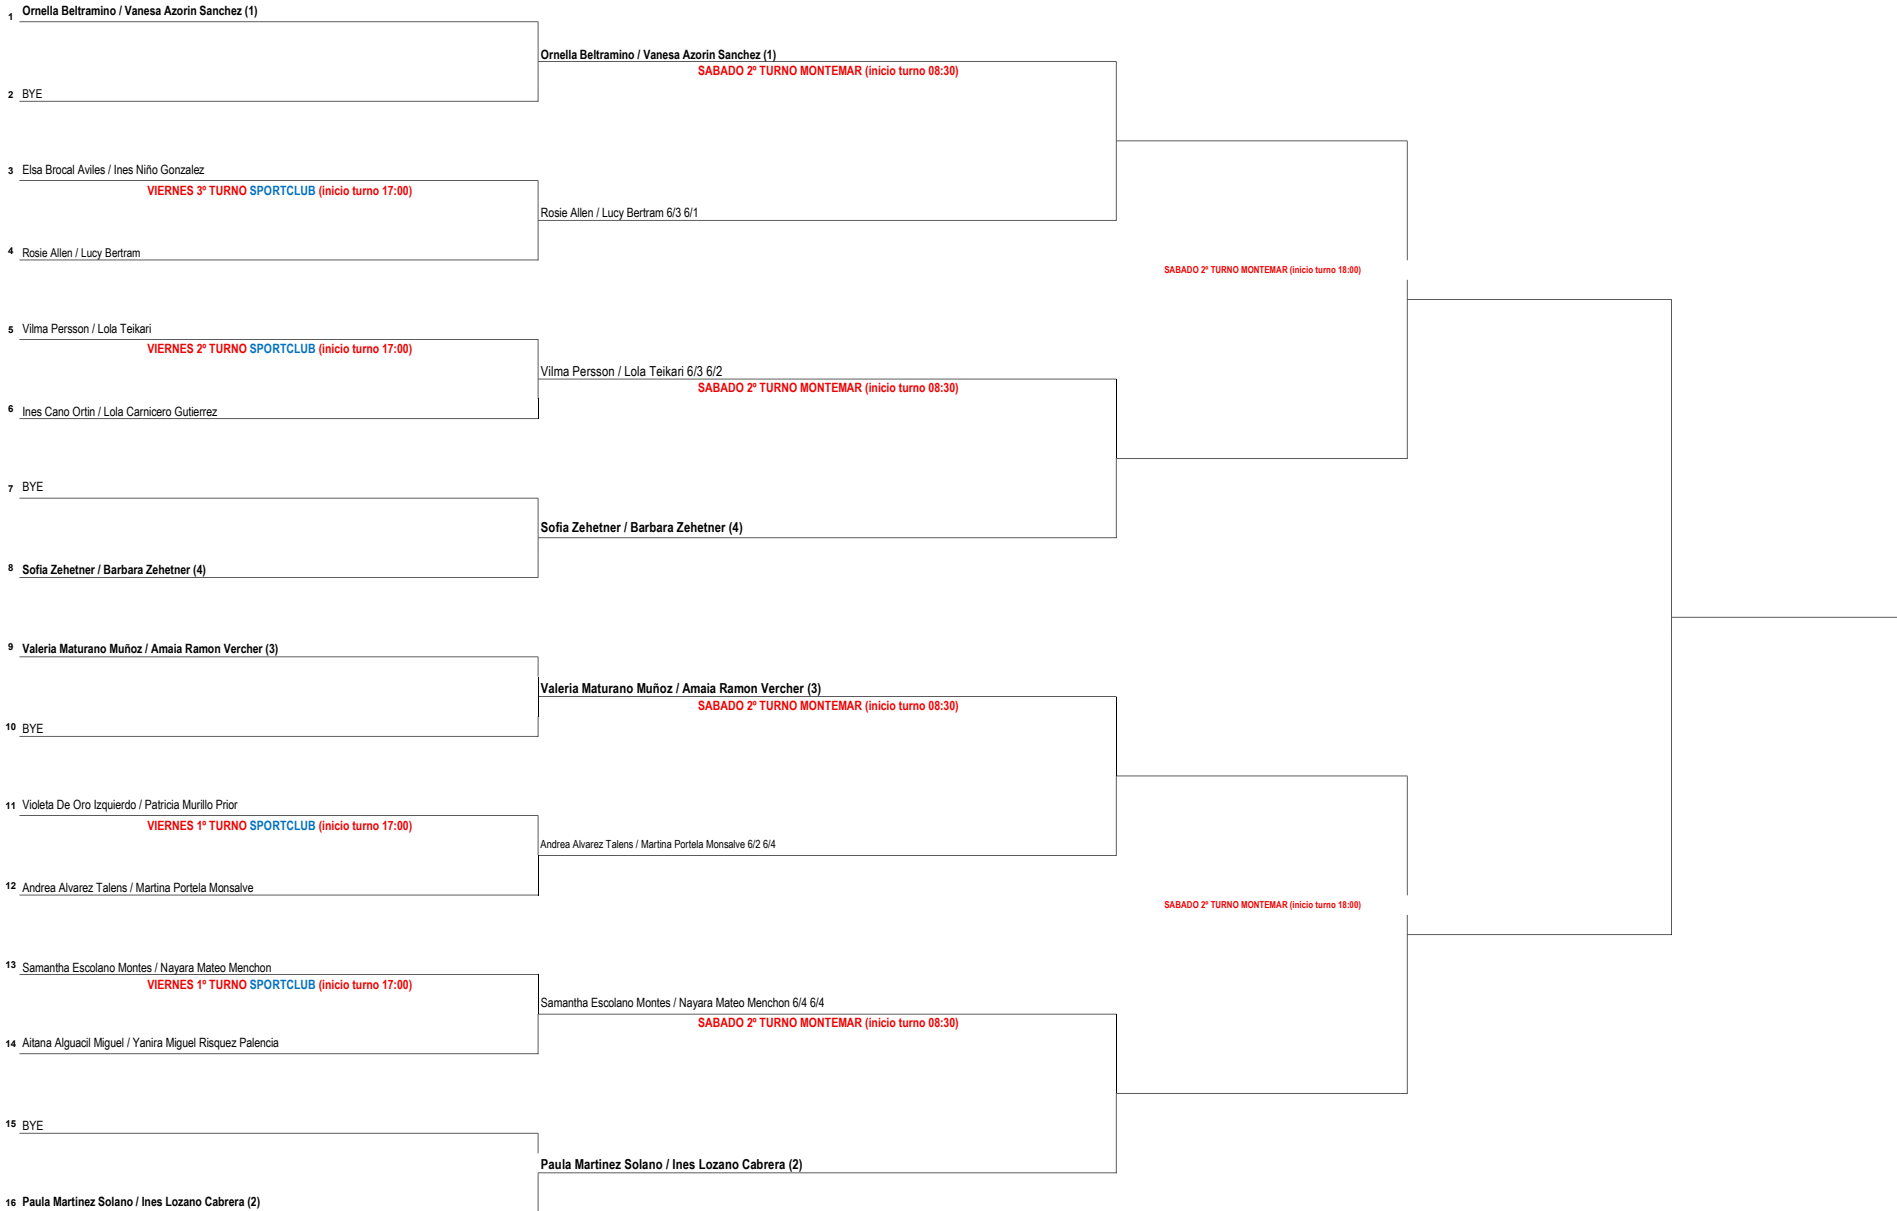 1 Ornella Beltramino / Vanesa Azorin Sanchez (1)
Ornella Beltramino / Vanesa Azorin Sanchez (1)
SABADO 2º TURNO MONTEMAR (inicio turno 08:30)
2 BYE
3 Elsa Brocal Aviles / Ines Niño Gonzalez
VIERNES 3º TURNO SPORTCLUB (inicio turno 17:00)
Rosie Allen / Lucy Bertram 6/3 6/1
4 Rosie Allen / Lucy Bertram
SABADO 2º TURNO MONTEMAR (inicio turno 18:00)
5 Vilma Persson / Lola Teikari
VIERNES 2º TURNO SPORTCLUB (inicio turno 17:00)
Vilma Persson / Lola Teikari 6/3 6/2
SABADO 2º TURNO MONTEMAR (inicio turno 08:30)
6 Ines Cano Ortin / Lola Carnicero Gutierrez
7 BYE
Sofia Zehetner / Barbara Zehetner (4)
8 Sofia Zehetner / Barbara Zehetner (4)
9 Valeria Maturano Muñoz / Amaia Ramon Vercher (3)
Valeria Maturano Muñoz / Amaia Ramon Vercher (3)
SABADO 2º TURNO MONTEMAR (inicio turno 08:30)
10 BYE
11 Violeta De Oro Izquierdo / Patricia Murillo Prior
VIERNES 1º TURNO SPORTCLUB (inicio turno 17:00)
Andrea Alvarez Talens / Martina Portela Monsalve 6/2 6/4
12 Andrea Alvarez Talens / Martina Portela Monsalve
SABADO 2º TURNO MONTEMAR (inicio turno 18:00)
13 Samantha Escolano Montes / Nayara Mateo Menchon
VIERNES 1º TURNO SPORTCLUB (inicio turno 17:00)
Samantha Escolano Montes / Nayara Mateo Menchon 6/4 6/4
SABADO 2º TURNO MONTEMAR (inicio turno 08:30)
14 Aitana Alguacil Miguel / Yanira Miguel Risquez Palencia
15 BYE
Paula Martinez Solano / Ines Lozano Cabrera (2)
16 Paula Martinez Solano / Ines Lozano Cabrera (2)